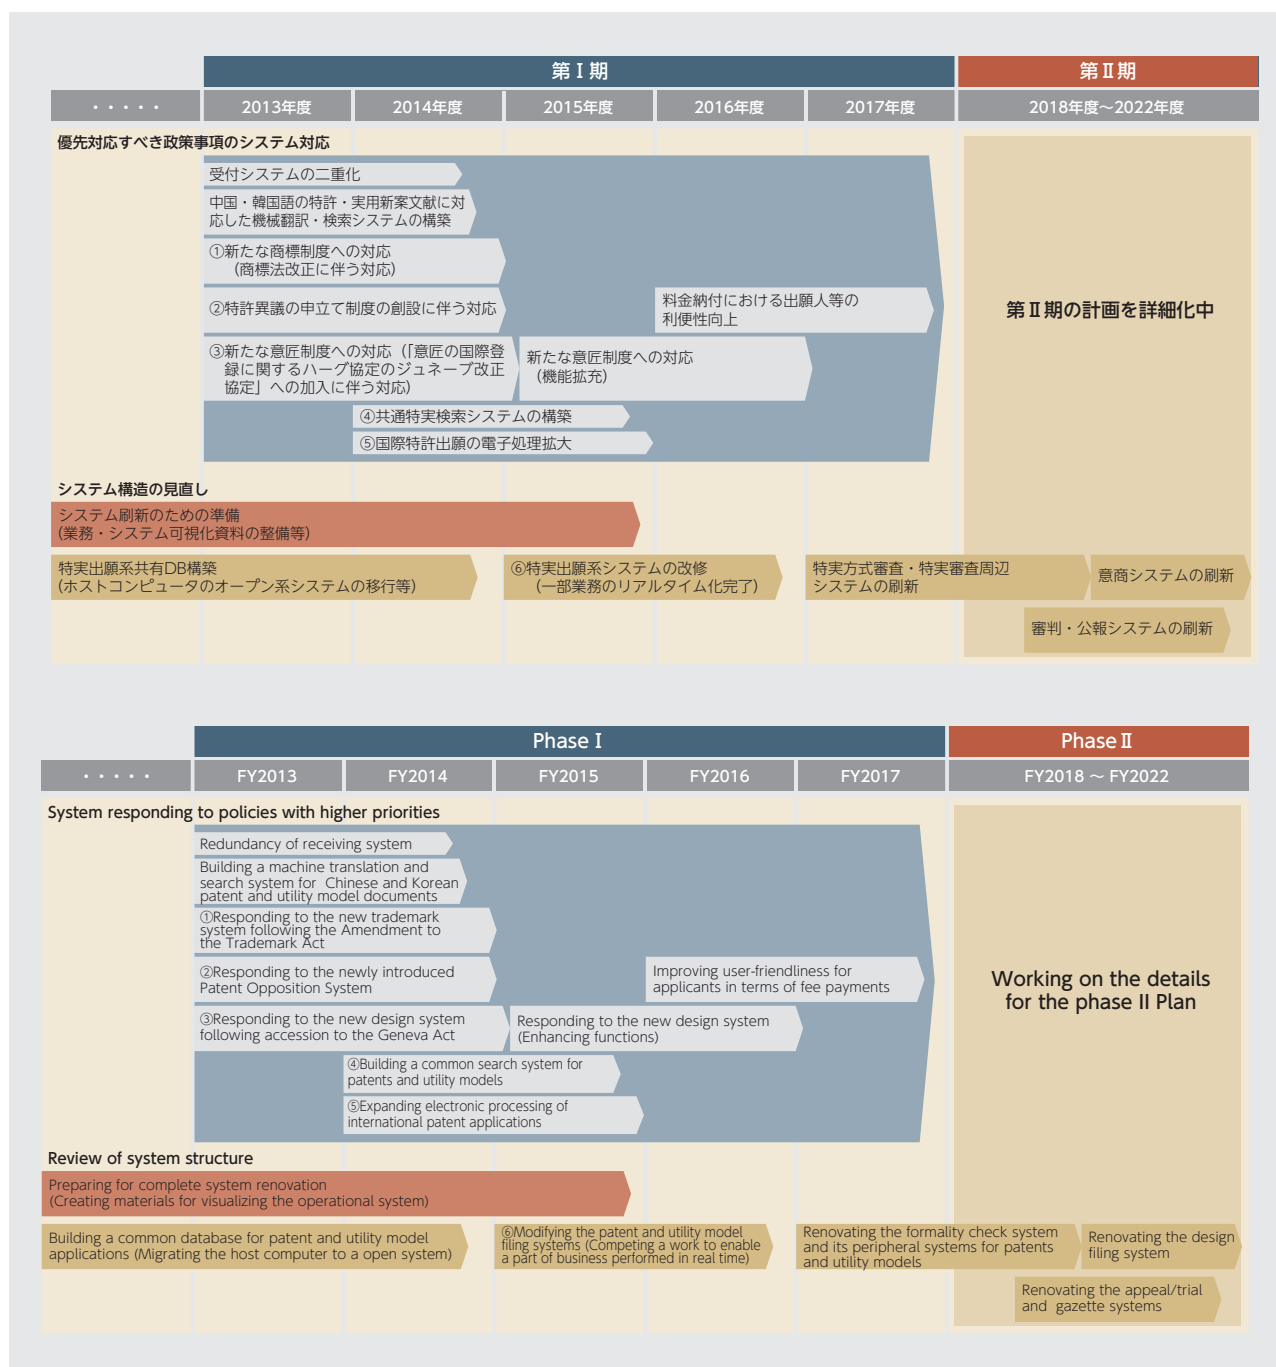 第Ⅰ期
第Ⅱ期
・・・・・
2013年度
2014年度
2015年度
2016年度
2017年度
2018年度～2022年度
優先対応すべき政策事項のシステム対応
受付システムの二重化
中国・韓国語の特許・実用新案文献に対
応した機械翻訳・検索システムの構築
①新たな商標制度への対応
（商標法改正に伴う対応）
②特許異議の申立て制度の創設に伴う対応
料金納付における出願人等の
利便性向上
第Ⅱ期の計画を詳細化中
③新たな意匠制度への対応（「意匠の国際登
録に関するハーグ協定のジュネーブ改正
協定」への加入に伴う対応）
新たな意匠制度への対応
（機能拡充）
④共通特実検索システムの構築
⑤国際特許出願の電子処理拡大
システム構造の見直し
システム刷新のための準備
（業務・システム可視化資料の整備等）
特実出願系共有DB構築
（ホストコンピュータのオープン系システムの移行等）
⑥特実出願系システムの改修
（一部業務のリアルタイム化完了）
特実方式審査・特実審査周辺
システムの刷新
意商システムの刷新
審判・公報システムの刷新
Phase Ⅰ
Phase Ⅱ
・・・・・
FY2013
FY2014
FY2015
FY2016
FY2017
FY2018 ～ FY2022
System responding to policies with higher priorities
Redundancy of receiving system
Building a machine translation and
search system for Chinese and Korean
patent and utility model documents
①Responding to the new trademark
system following the Amendment to
the Trademark Act
②Responding to the newly introduced
Patent Opposition System
Improving user-friendliness for
applicants in terms of fee payments
Working on the details
for the phase II Plan
③Responding to the new design system
following accession to the Geneva Act
Responding to the new design system
(Enhancing functions)
④Building a common search system for
patents and utility models
⑤Expanding electronic processing of
international patent applications
Review of system structure
Preparing for complete system renovation
(Creating materials for visualizing the operational system)
Building a common database for patent and utility model
applications (Migrating the host computer to a open system)
⑥Modifying the patent and utility model
filing systems (Competing a work to enable
a part of business performed in real time)
Renovating the formality check system
and its peripheral systems for patents
and utility models
Renovating the design
filing system
Renovating the appeal/trial
and gazette systems